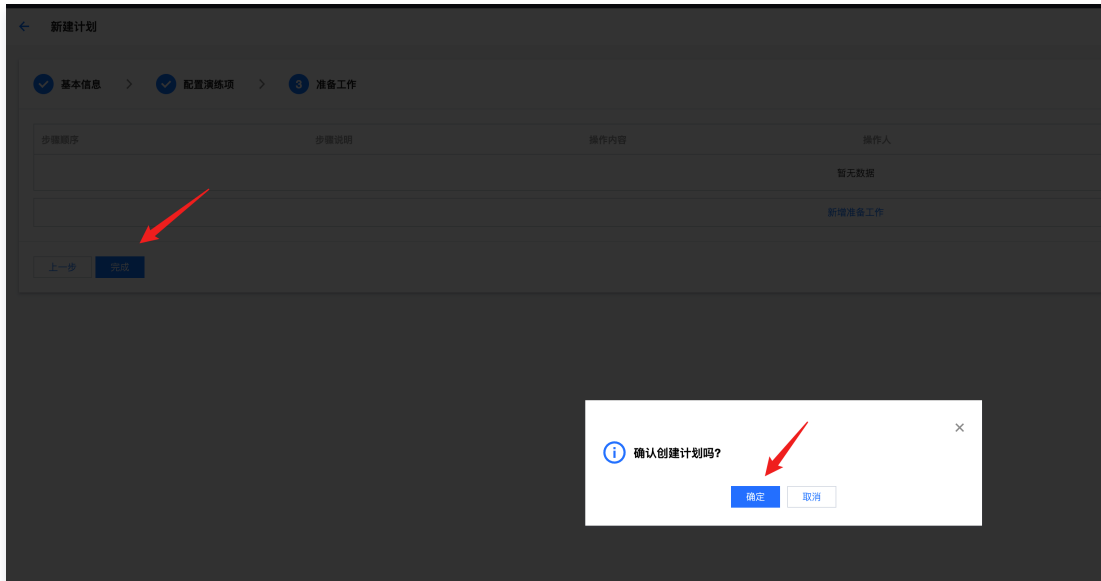 新建计划
基本信息
配置演练项
3 准备工作
步骤顺序 步骤说明 操作内容 操作人
暂无数据
新增准备工作
上一步 完成
确认创建计划吗?
确定 取消